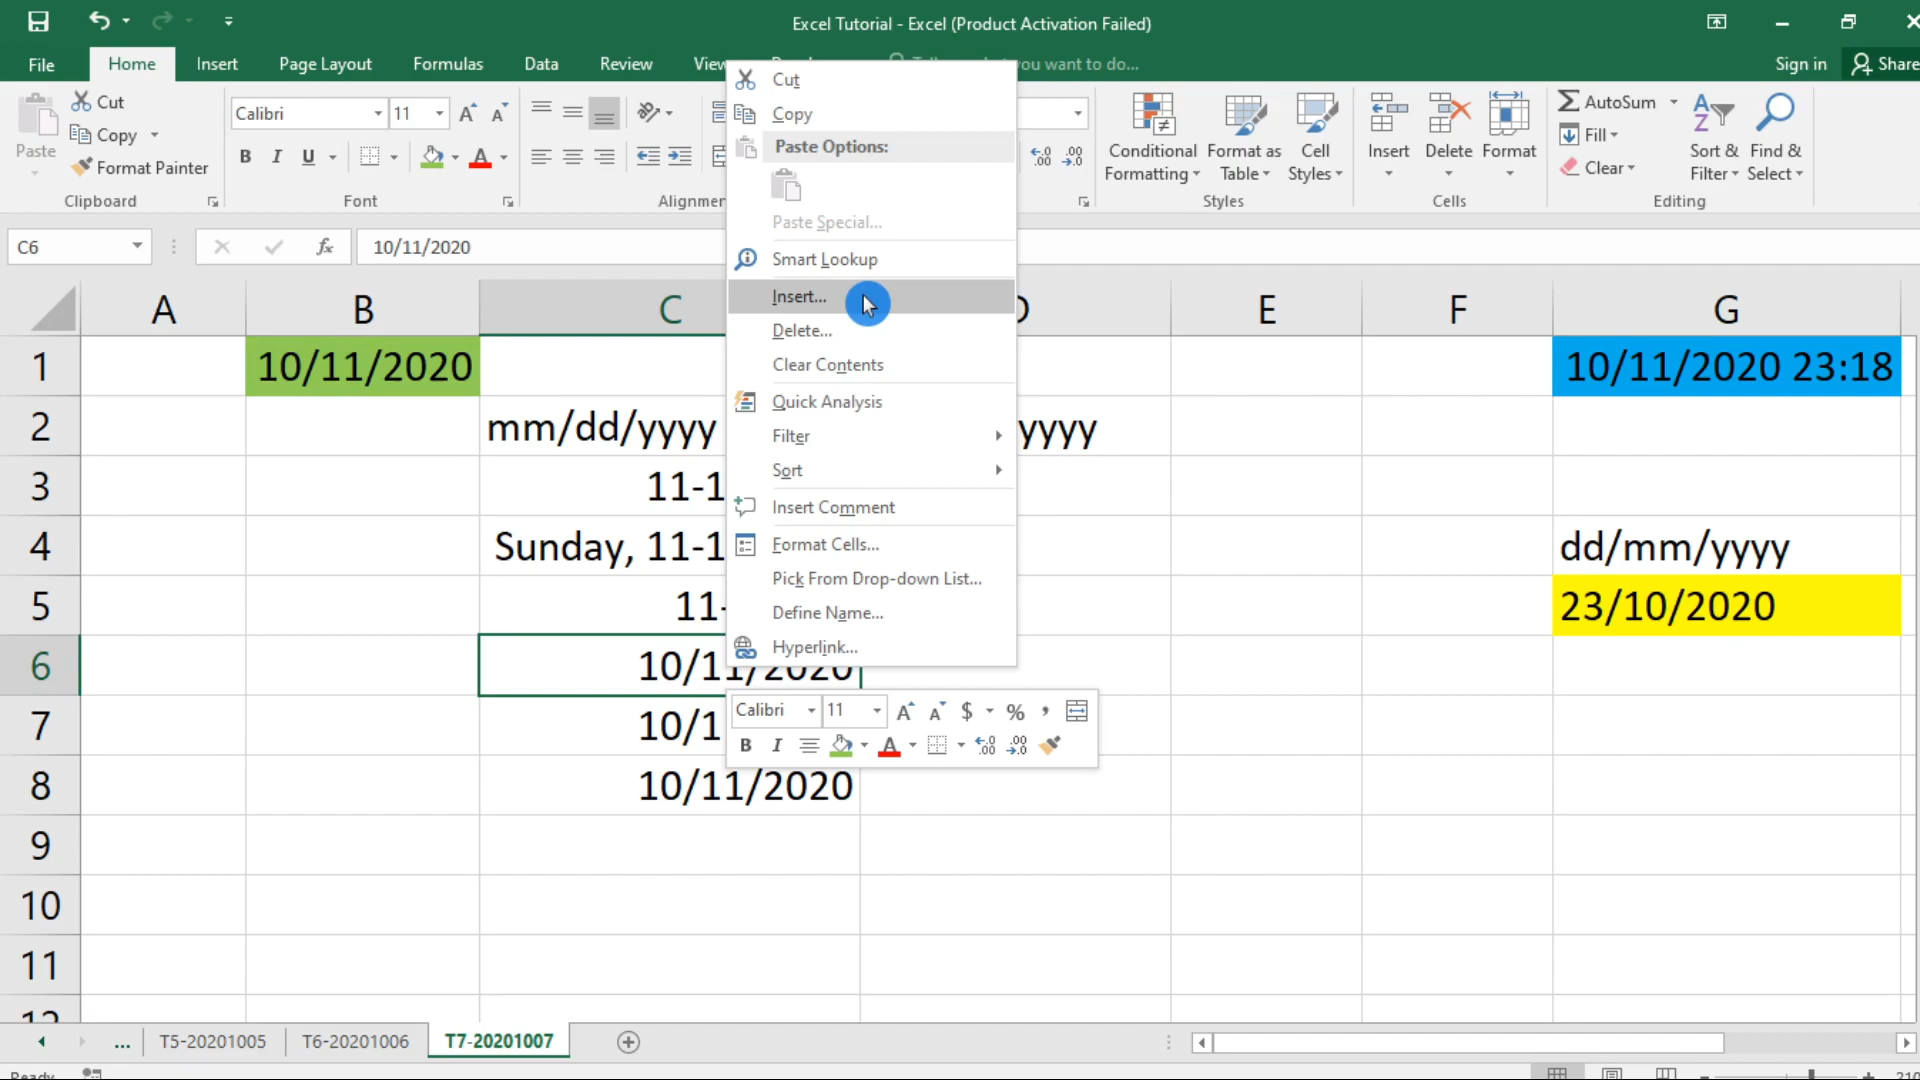 Excel Tutorial - Excel (Product Activation Failed)
File Home Insert Page Layout Formulas Data Review View you want to do... Sign in Share
Paste
Cut
Copy
Format Painter
Clipboard
Calibri 11
B I U A
Font
Alignment
Conditional Formatting
Format as Table
Cell Styles
Styles
Insert Delete Format
Cells
AutoSum
Fill
Clear
Sort & Filter
Find & Select
Editing
C6 fx 10/11/2020
Cut
Copy
Paste Options:
Paste Special...
Smart Lookup
Insert...
Delete...
Clear Contents
Quick Analysis
Filter
Sort
Insert Comment
Format Cells...
Pick From Drop-down List...
Define Name...
Hyperlink...
Calibri 11 A A $ % ,
B I A
A B C D E F G
1 10/11/2020 10/11/2020 23:18
2 mm/dd/yyyy yyyy
3 11-1
4 Sunday, 11-1 dd/mm/yyyy
5 11- 23/10/2020
6 10/11/2020
7 10/1
8 10/11/2020
9
10
11
12
... T5-20201005 T6-20201006 T7-20201007
Ready